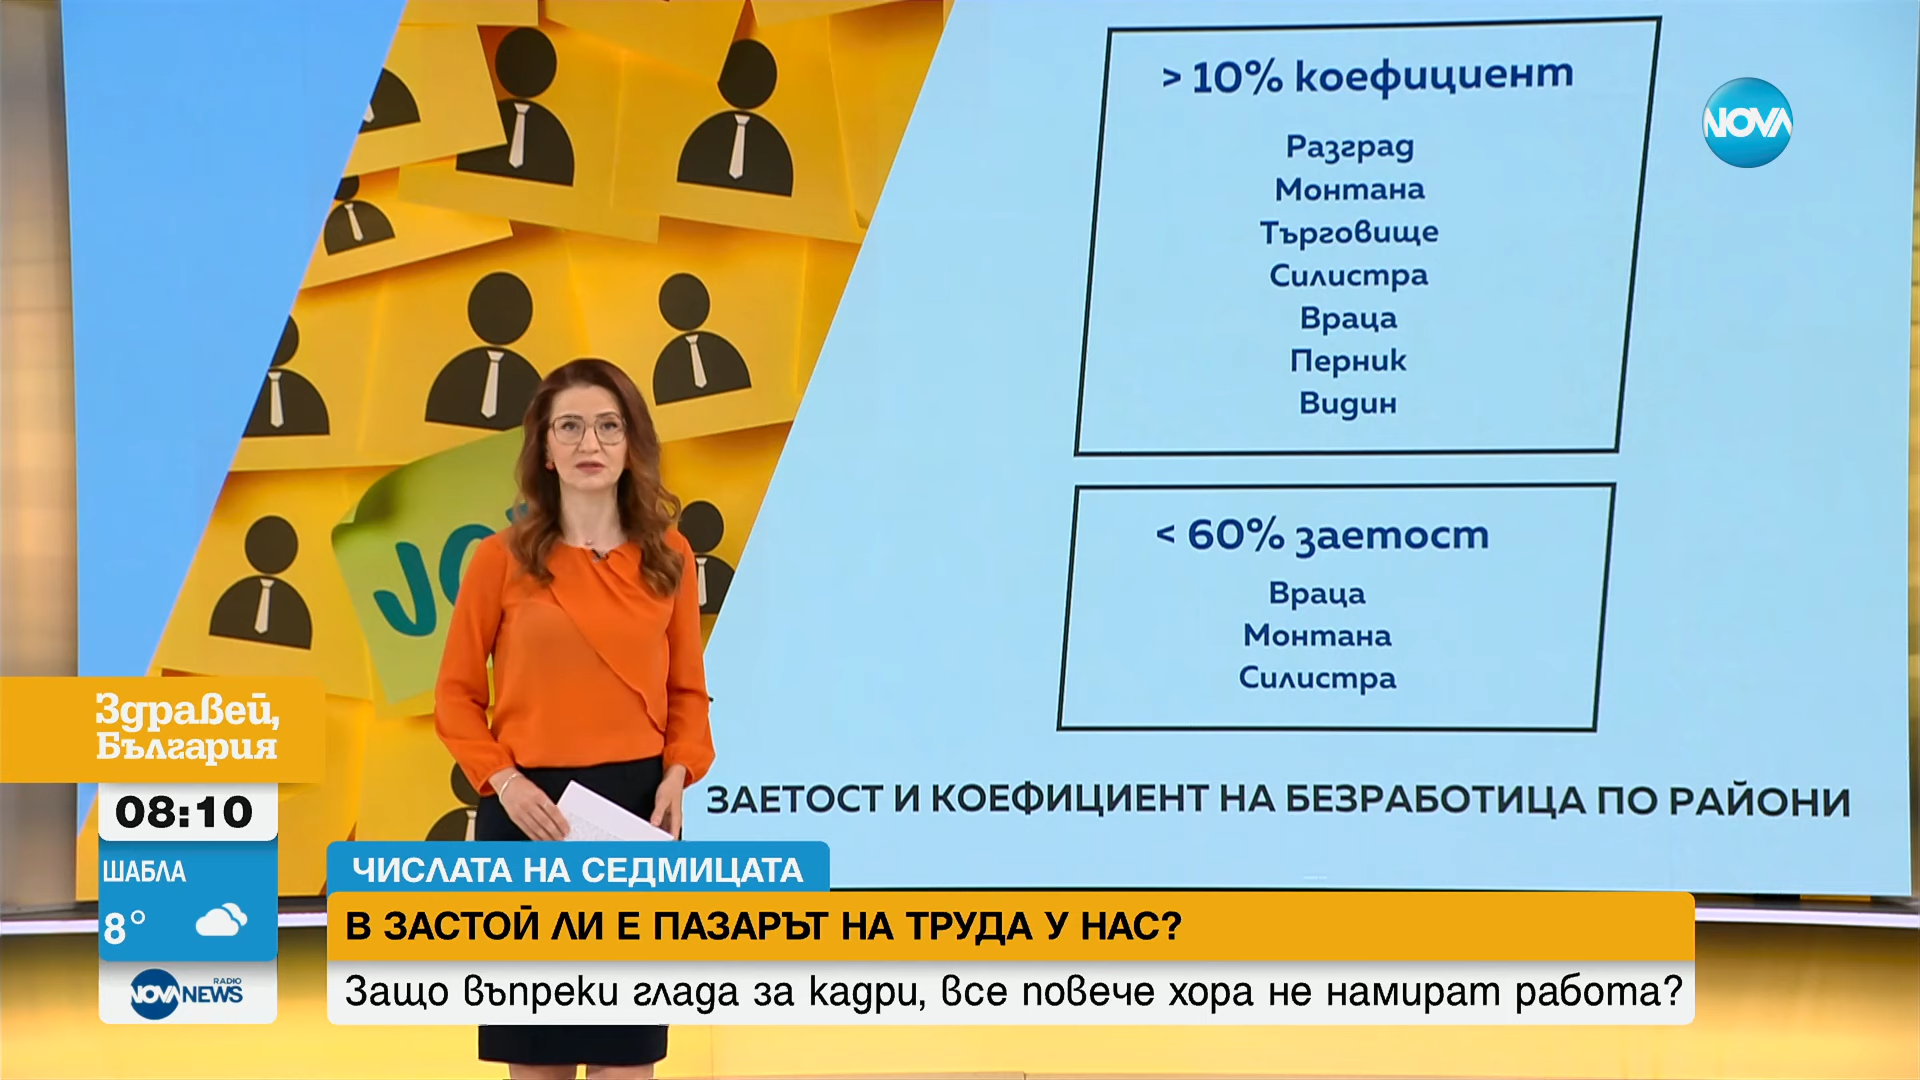 > 10% коефициент
Разград
Монтана
Търговище
Силистра
Враца
Перник
Видин
NOVA
< 60% заетост
Враца
Монтана
Силистра
ЗАЕТОСТ И КОЕФИЦИЕНТ НА БЕЗРАБОТИЦА ПО РАЙОНИ
Здравей,
България
08:10
ШАБЛА
8°
NOVA NEWS RADIO
ЧИСЛАТА НА СЕДМИЦАТА
В ЗАСТОЙ ЛИ Е ПАЗАРЪТ НА ТРУДА У НАС?
Защо въпреки глада за кадри, все повече хора не намират работа?